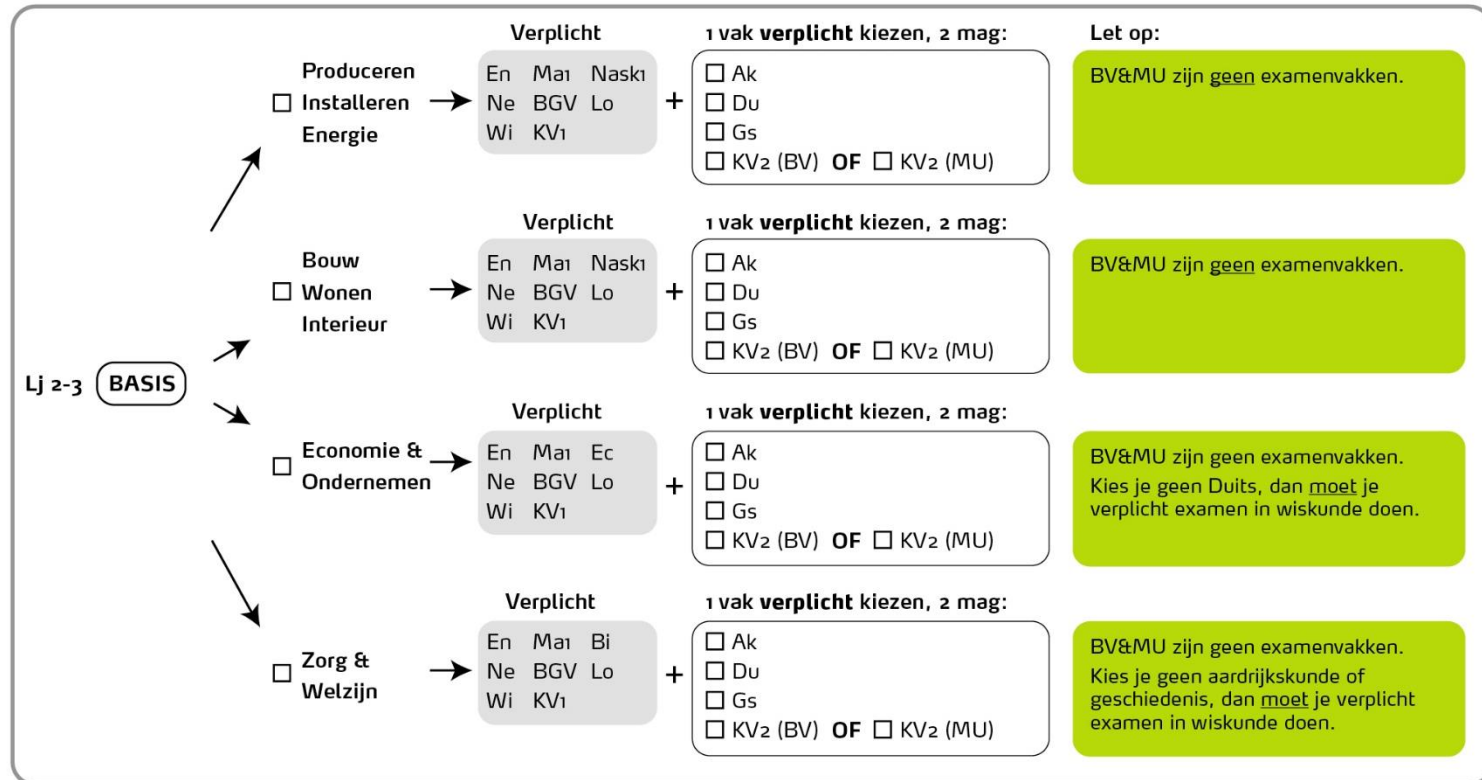 Lj 2-3 BASIS
☐ Produceren
Installeren
Energie
Verplicht
En Ma1 Nask1
Ne BGV Lo
Wi KV1
+
1 vak verplicht kiezen, 2 mag:
☐ Ak
☐ Du
☐ Gs
☐ KV2 (BV) OF ☐ KV2 (MU)
Let op:
BV&MU zijn geen examenvakken.
☐ Bouw
Wonen
Interieur
Verplicht
En Ma1 Nask1
Ne BGV Lo
Wi KV1
+
1 vak verplicht kiezen, 2 mag:
☐ Ak
☐ Du
☐ Gs
☐ KV2 (BV) OF ☐ KV2 (MU)
BV&MU zijn geen examenvakken.
☐ Economie &
Ondernemen
Verplicht
En Ma1 Ec
Ne BGV Lo
Wi KV1
+
1 vak verplicht kiezen, 2 mag:
☐ Ak
☐ Du
☐ Gs
☐ KV2 (BV) OF ☐ KV2 (MU)
BV&MU zijn geen examenvakken.
Kies je geen Duits, dan moet je
verplicht examen in wiskunde doen.
☐ Zorg &
Welzijn
Verplicht
En Ma1 Bi
Ne BGV Lo
Wi KV1
+
1 vak verplicht kiezen, 2 mag:
☐ Ak
☐ Du
☐ Gs
☐ KV2 (BV) OF ☐ KV2 (MU)
BV&MU zijn geen examenvakken.
Kies je geen aardrijkskunde of
geschiedenis, dan moet je verplicht
examen in wiskunde doen.